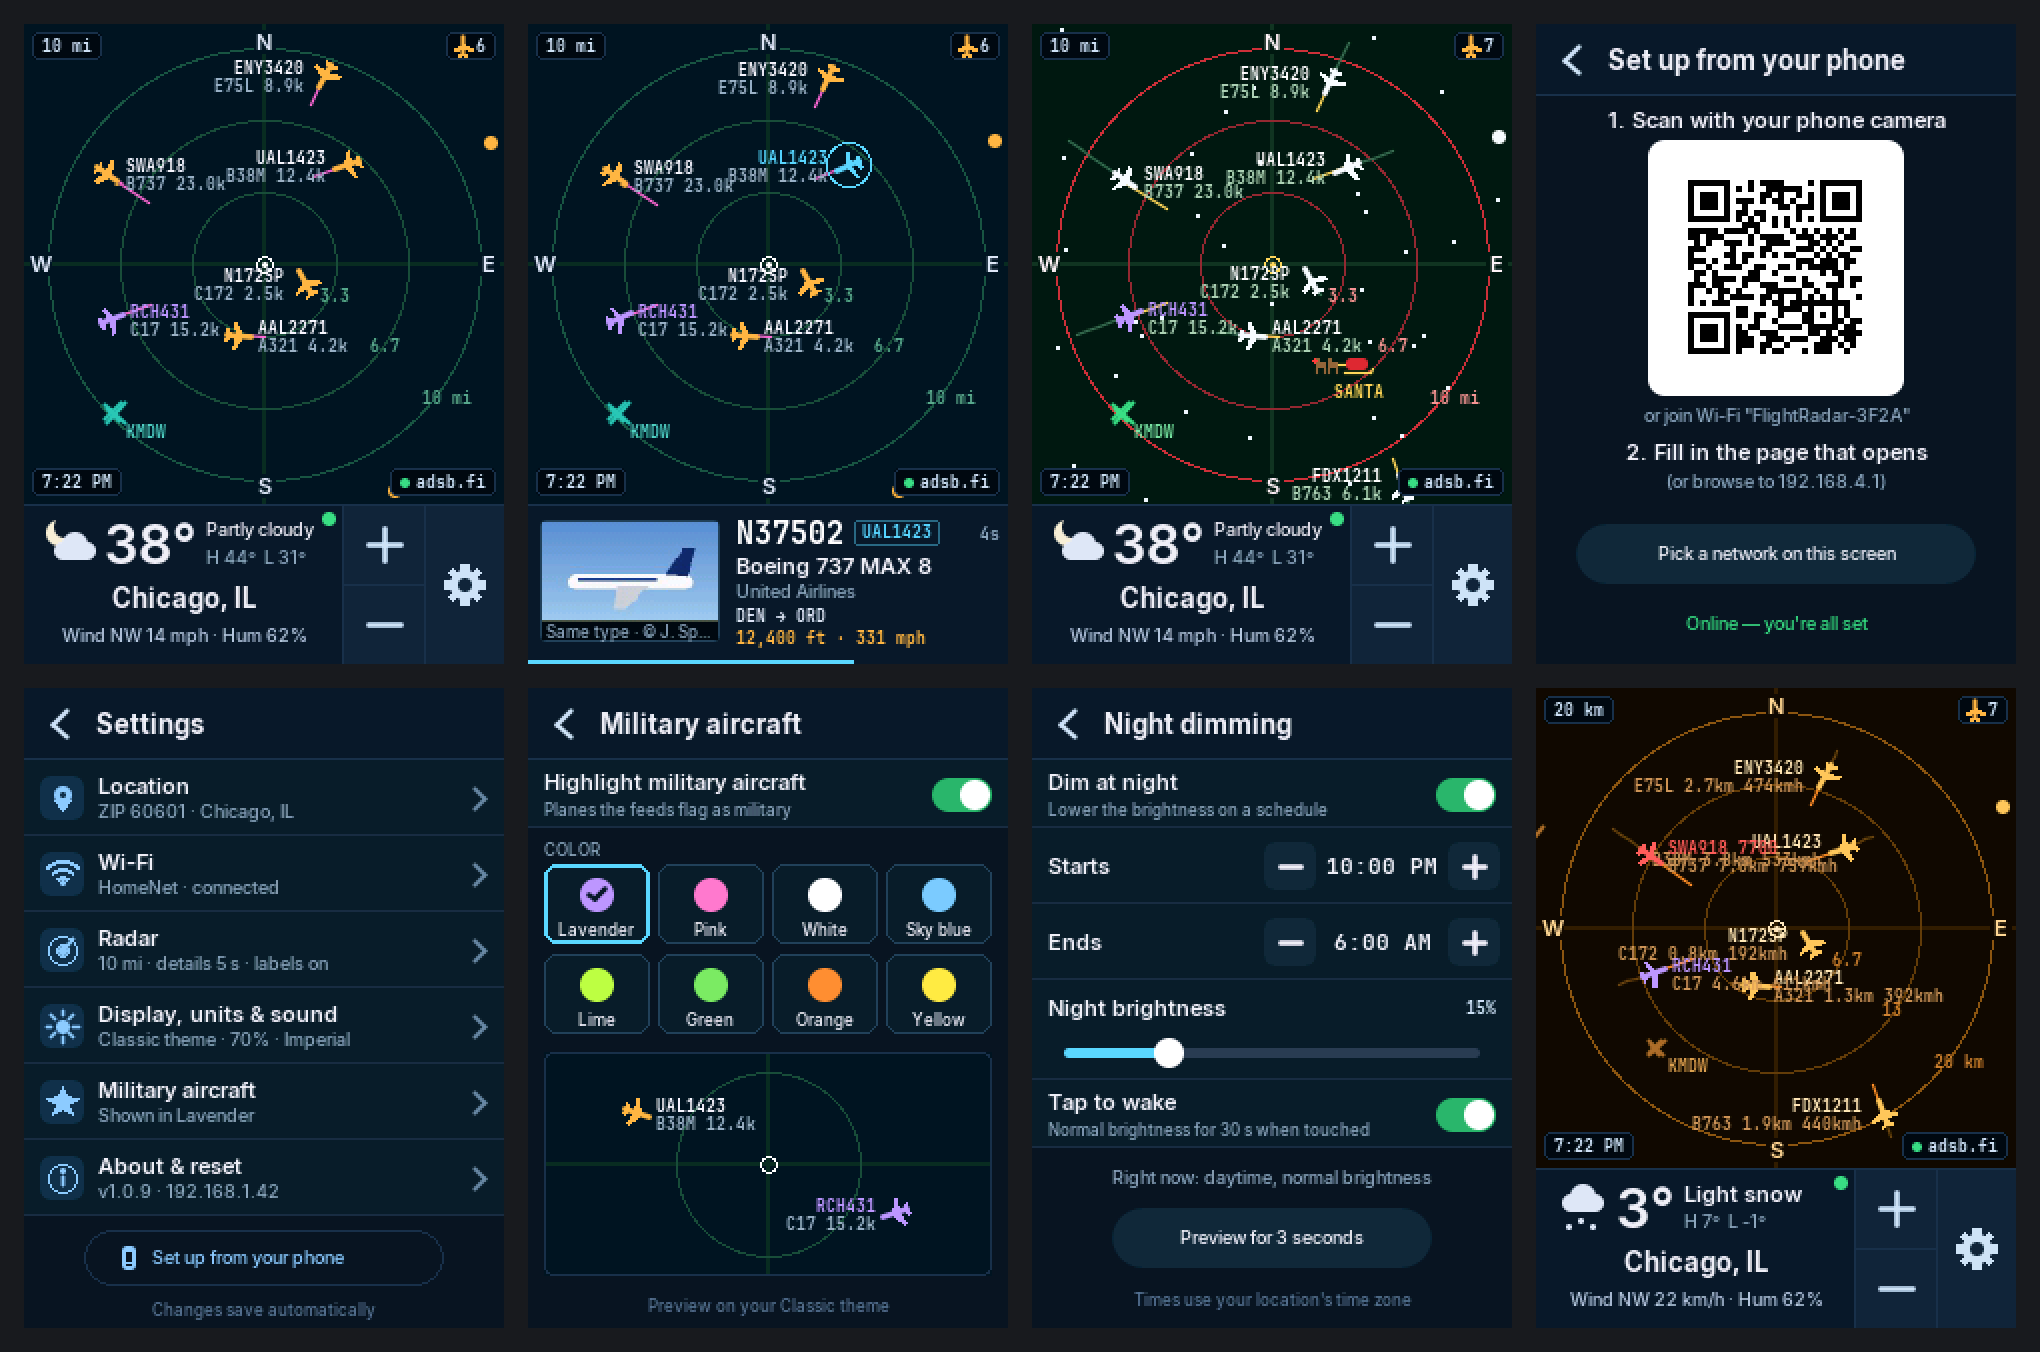 10 mi
N
6
ENY3420
E75L 8.9k
SWA918
B737 23.0k
UAL1423
B38M 12.4k
W
E
N172SP
C172 2.5k
3.3
RCH431
C17 15.2k
AAL2271
A321 4.2k
6.7
10 mi
KMDW
7:22 PM
S
adsb.fi
38°
Partly cloudy
H 44° L 31°
Chicago, IL
Wind NW 14 mph · Hum 62%
+
−
10 mi
N
6
ENY3420
E75L 8.9k
SWA918
B737 23.0k
UAL1423
B38M 12.4k
W
E
N172SP
C172 2.5k
3.3
RCH431
C17 15.2k
AAL2271
A321 4.2k
6.7
10 mi
KMDW
7:22 PM
S
adsb.fi
Same type · © J. Sp...
N37502
UAL1423
4s
Boeing 737 MAX 8
United Airlines
DEN → ORD
12,400 ft · 331 mph
10 mi
N
7
ENY3420
E75L 8.9k
SWA918
B737 23.0k
UAL1423
B38M 12.4k
W
E
N172SP
C172 2.5k
3.3
RCH431
C17 15.2k
AAL2271
A321 4.2k
6.7
SANTA
10 mi
KMDW
FDX1211
B763 6.1k
7:22 PM
S
adsb.fi
38°
Partly cloudy
H 44° L 31°
Chicago, IL
Wind NW 14 mph · Hum 62%
+
−
Set up from your phone
1. Scan with your phone camera
or join Wi-Fi "FlightRadar-3F2A"
2. Fill in the page that opens
(or browse to 192.168.4.1)
Pick a network on this screen
Online — you're all set
Settings
Location
ZIP 60601 · Chicago, IL
Wi-Fi
HomeNet · connected
Radar
10 mi · details 5 s · labels on
Display, units & sound
Classic theme · 70% · Imperial
Military aircraft
Shown in Lavender
About & reset
v1.0.9 · 192.168.1.42
Set up from your phone
Changes save automatically
Military aircraft
Highlight military aircraft
Planes the feeds flag as military
COLOR
Lavender
Pink
White
Sky blue
Lime
Green
Orange
Yellow
UAL1423
B38M 12.4k
RCH431
C17 15.2k
Preview on your Classic theme
Night dimming
Dim at night
Lower the brightness on a schedule
Starts
− 10:00 PM +
Ends
− 6:00 AM +
Night brightness
15%
Tap to wake
Normal brightness for 30 s when touched
Right now: daytime, normal brightness
Preview for 3 seconds
Times use your location's time zone
20 km
N
7
ENY3420
E75L 2.7km 474kmh
SWA918
UAL1423
W
E
N172SP
C172 0.8km 192kmh
6.7
RCH431
C17
AAL2271
A321 1.3km 392kmh
13
KMDW
20 km
FDX1211
B763 1.9km 440kmh
7:22 PM
S
adsb.fi
3°
Light snow
H 7° L -1°
Chicago, IL
Wind NW 22 km/h · Hum 62%
+
−